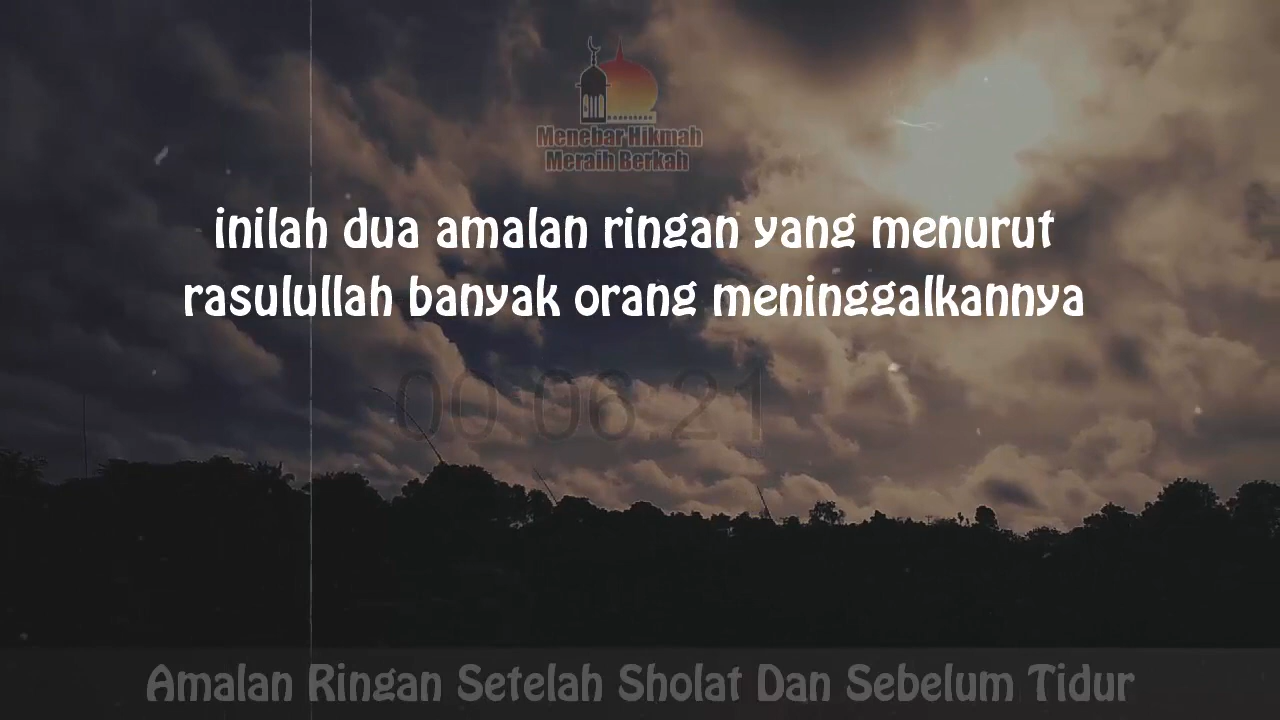 Menebar Hikmah
Meraih Berkah
inilah dua amalan ringan yang menurut
rasulullah banyak orang meninggalkannya
00:06:21
Amalan Ringan Setelah Sholat Dan Sebelum Tidur